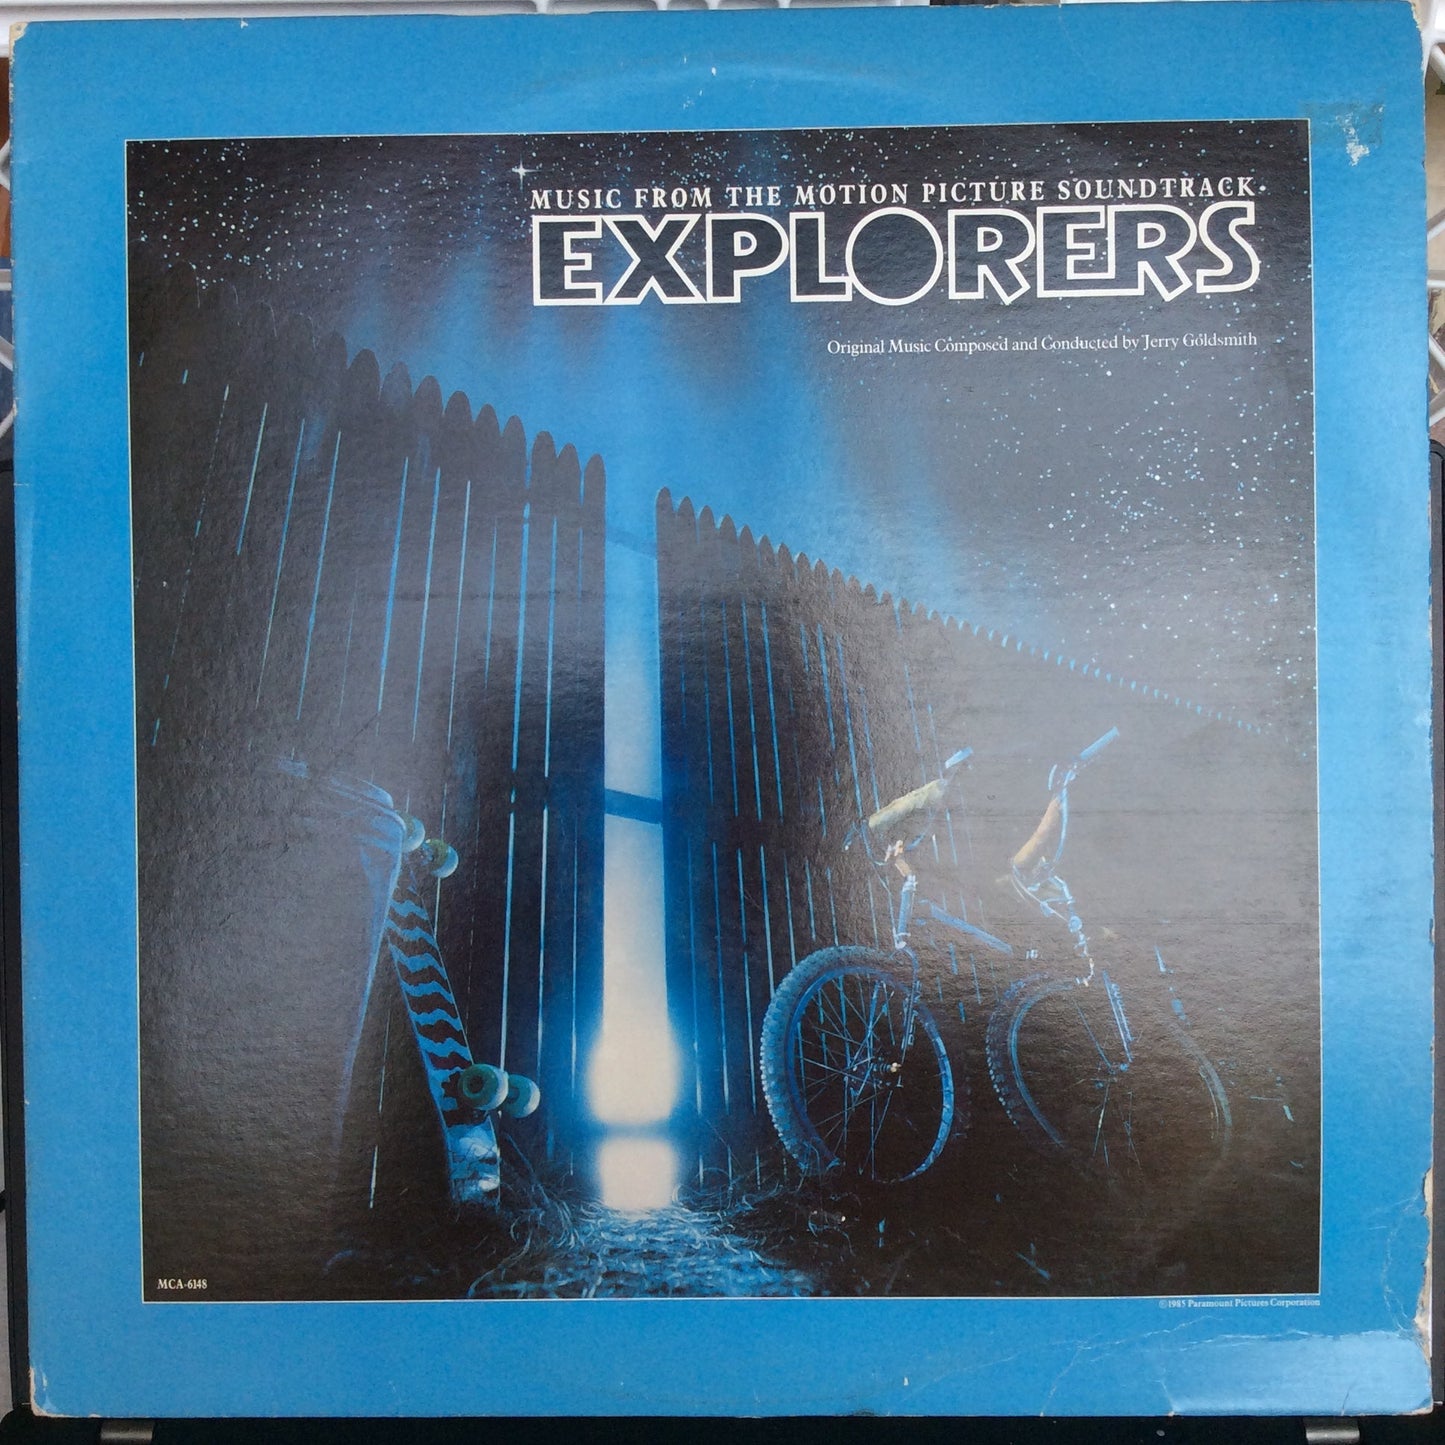 MUSIC FROM THE MOTION PICTURE SOUNDTRACK
EXPLORERS
Original Music Composed and Conducted by Jerry Goldsmith
MCA-6148
©1985 Paramount Pictures Corporation